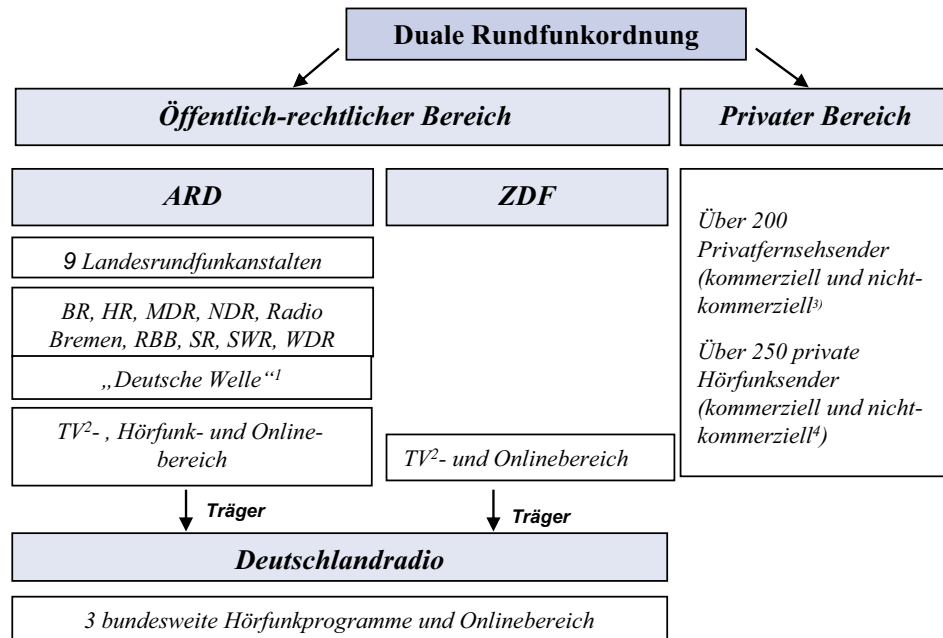 Duale Rundfunkordnung
Öffentlich-rechtlicher Bereich
Privater Bereich
ARD
ZDF
9 Landesrundfunkanstalten
BR, HR, MDR, NDR, Radio
Bremen, RBB, SR, SWR, WDR
„Deutsche Welle“¹
TV²- , Hörfunk- und Online-
bereich
TV²- und Onlinebereich
Über 200
Privatfernsehsender
(kommerziell und nicht-
kommerziell³⁾
Über 250 private
Hörfunksender
(kommerziell und nicht-
kommerziell⁴)
Träger
Träger
Deutschlandradio
3 bundesweite Hörfunkprogramme und Onlinebereich